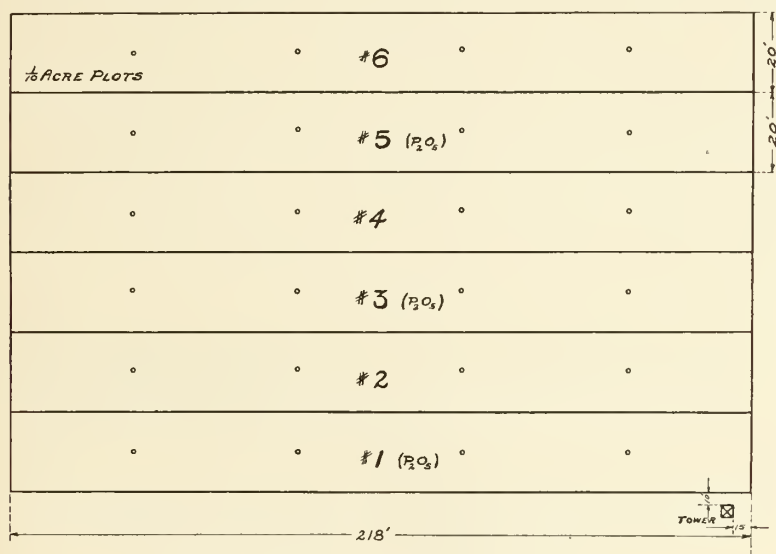 #6
1/10 ACRE PLOTS
20'
#5 (P₂O₅)
20'
#4
#3 (P₂O₅)
#2
#1 (P₂O₅)
10'
TOWER
15
218'